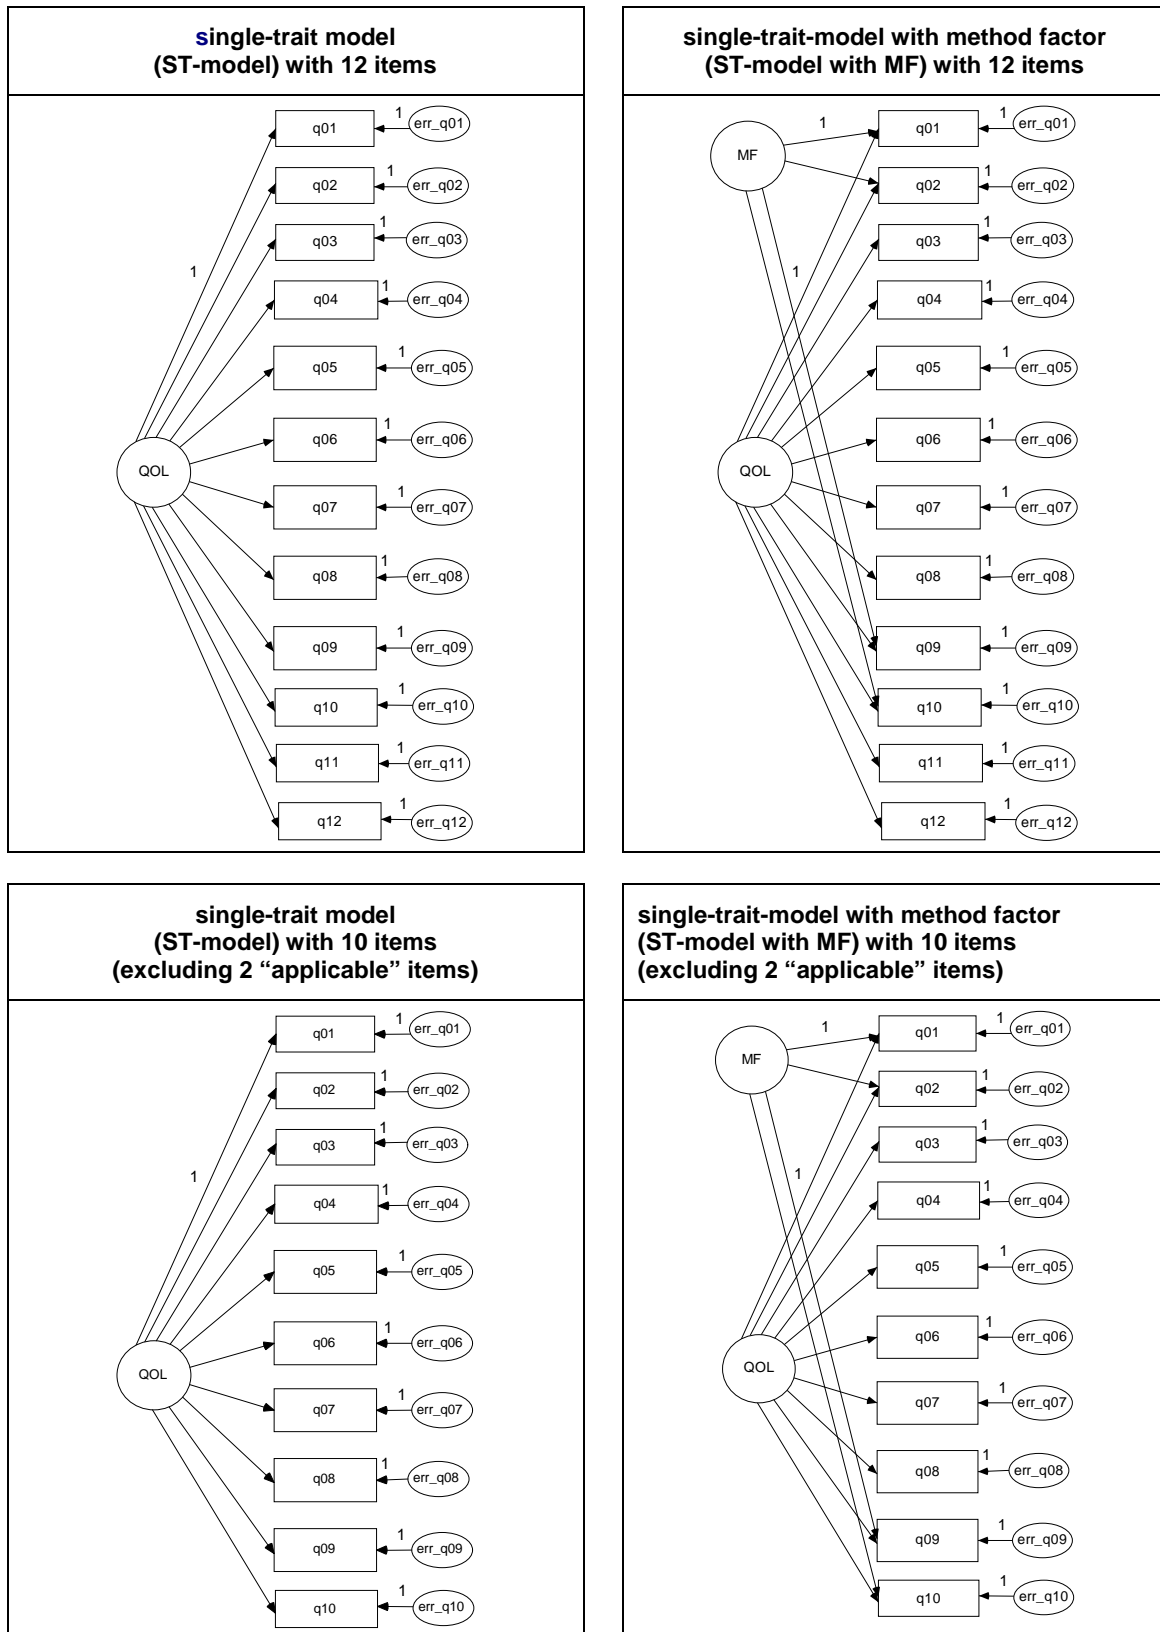 single-trait model
(ST-model) with 12 items
1
q01
1
err_q01
q02
1
err_q02
q03
1
err_q03
q04
1
err_q04
q05
1
err_q05
q06
1
err_q06
QOL
q07
1
err_q07
q08
1
err_q08
q09
1
err_q09
q10
1
err_q10
q11
1
err_q11
q12
1
err_q12
single-trait-model with method factor
(ST-model with MF) with 12 items
MF
1
q01
1
err_q01
q02
1
err_q02
q03
1
err_q03
1
q04
1
err_q04
q05
1
err_q05
q06
1
err_q06
QOL
q07
1
err_q07
q08
1
err_q08
q09
1
err_q09
q10
1
err_q10
q11
1
err_q11
q12
1
err_q12
single-trait model
(ST-model) with 10 items
(excluding 2 “applicable” items)
q01
1
err_q01
q02
1
err_q02
q03
1
err_q03
1
q04
1
err_q04
q05
1
err_q05
q06
1
err_q06
QOL
q07
1
err_q07
q08
1
err_q08
q09
1
err_q09
q10
1
err_q10
single-trait-model with method factor
(ST-model with MF) with 10 items
(excluding 2 “applicable” items)
MF
1
q01
1
err_q01
q02
1
err_q02
q03
1
err_q03
1
q04
1
err_q04
q05
1
err_q05
q06
1
err_q06
QOL
q07
1
err_q07
q08
1
err_q08
q09
1
err_q09
q10
1
err_q10